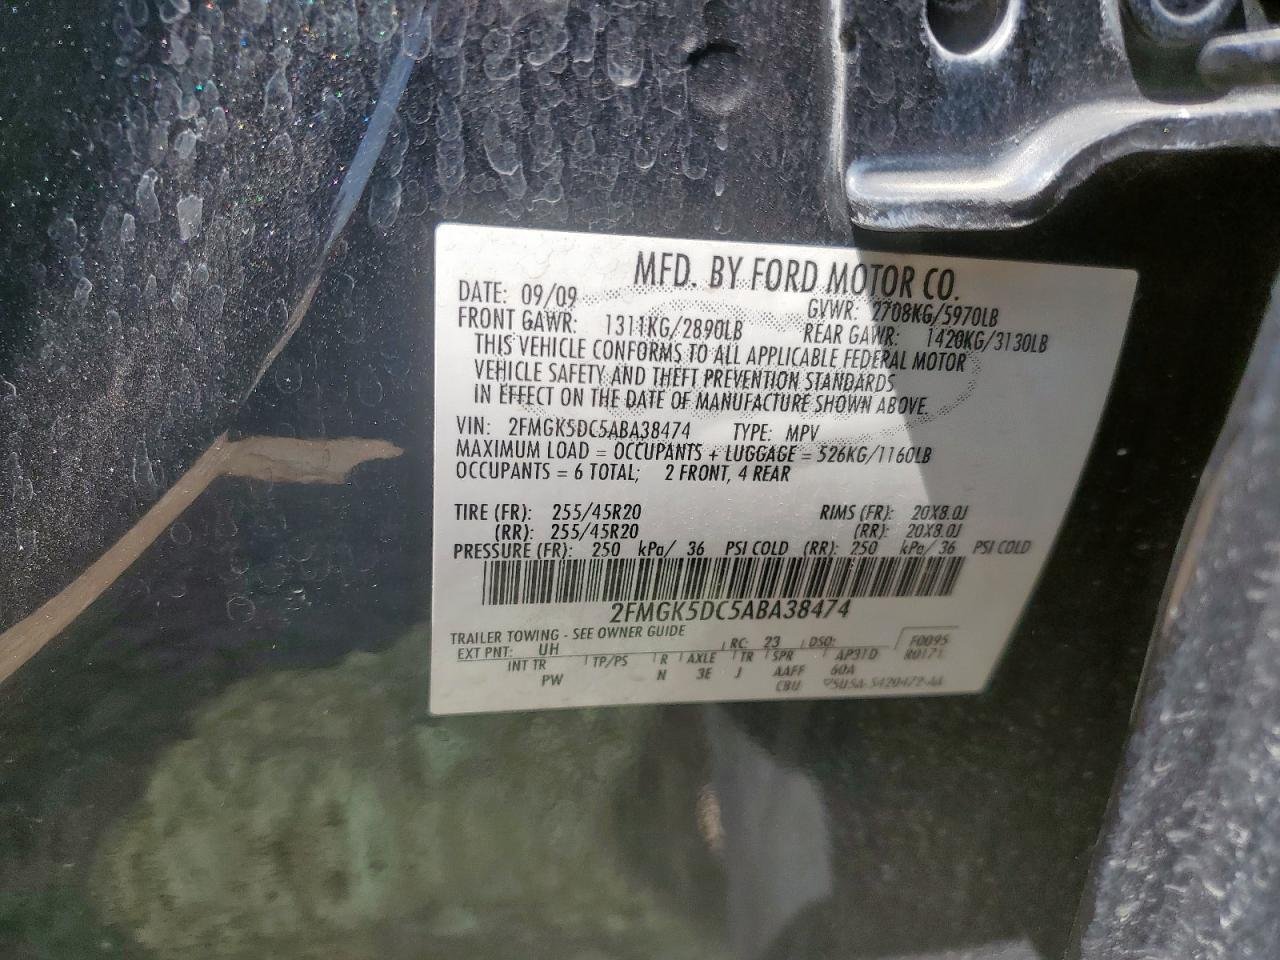 MFD. BY FORD MOTOR CO.
DATE: 09/09 GVWR: 2708KG/5970LB
FRONT GAWR: 1311KG/2890LB REAR GAWR: 1420KG/3130LB
THIS VEHICLE CONFORMS TO ALL APPLICABLE FEDERAL MOTOR
VEHICLE SAFETY AND THEFT PREVENTION STANDARDS
IN EFFECT ON THE DATE OF MANUFACTURE SHOWN ABOVE.
VIN: 2FMGK5DC5ABA38474 TYPE: MPV
MAXIMUM LOAD = OCCUPANTS + LUGGAGE = 526KG/1160LB
OCCUPANTS = 6 TOTAL; 2 FRONT, 4 REAR
TIRE (FR): 255/45R20 RIMS (FR): 20X8.0J
(RR): 255/45R20 (RR): 20X8.0J
PRESSURE (FR): 250 kPa/ 36 PSI COLD (RR): 250 kPa/ 36 PSI COLD
2FMGK5DC5ABA38474
TRAILER TOWING - SEE OWNER GUIDE
EXT PNT: UH RC: 23 DSO: F0095
INT TR TP/PS R AXLE TR SPR AP31D R0171
PW N 3E J AAFF 60A
CBU